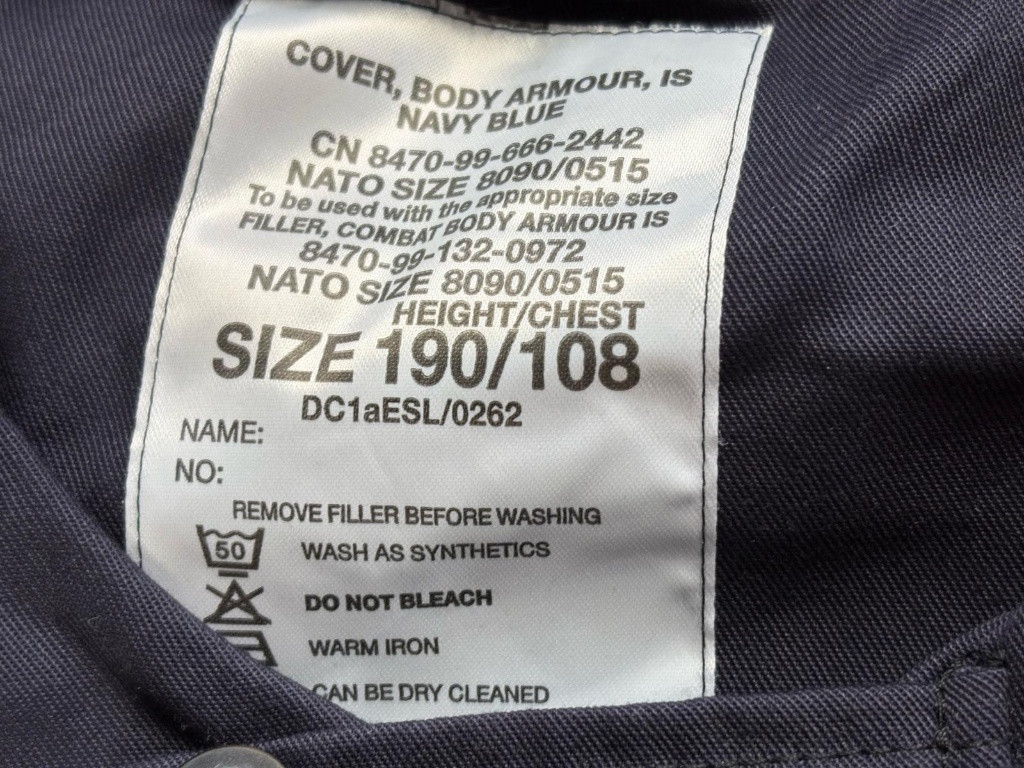 COVER, BODY ARMOUR, IS
NAVY BLUE
CN 8470-99-666-2442
NATO SIZE 8090/0515
To be used with the appropriate size
FILLER, COMBAT BODY ARMOUR IS
8470-99-132-0972
NATO SIZE 8090/0515
HEIGHT/CHEST
SIZE 190/108
DC1aESL/0262
NAME:
NO:
REMOVE FILLER BEFORE WASHING
50 WASH AS SYNTHETICS
DO NOT BLEACH
WARM IRON
CAN BE DRY CLEANED